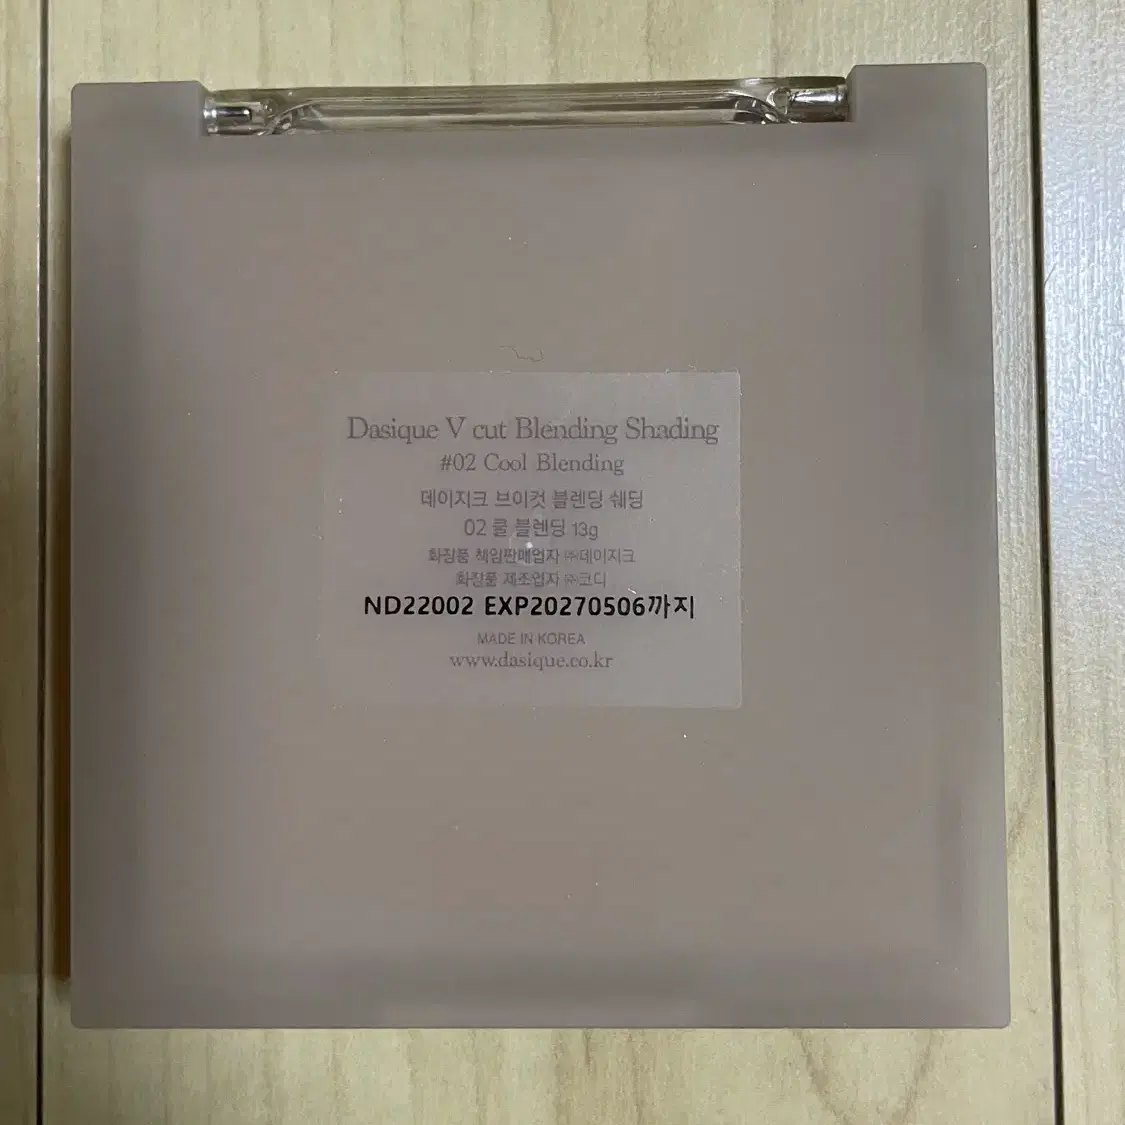 Dasique V cut Blending Shading
#02 Cool Blending
데이지크 브이컷 블렌딩 쉐딩
02 쿨 블렌딩 13g
화장품 책임판매업자 ㈜데이지크
화장품 제조업자 ㈜코디
ND22002 EXP20270506까지
MADE IN KOREA
www.dasique.co.kr